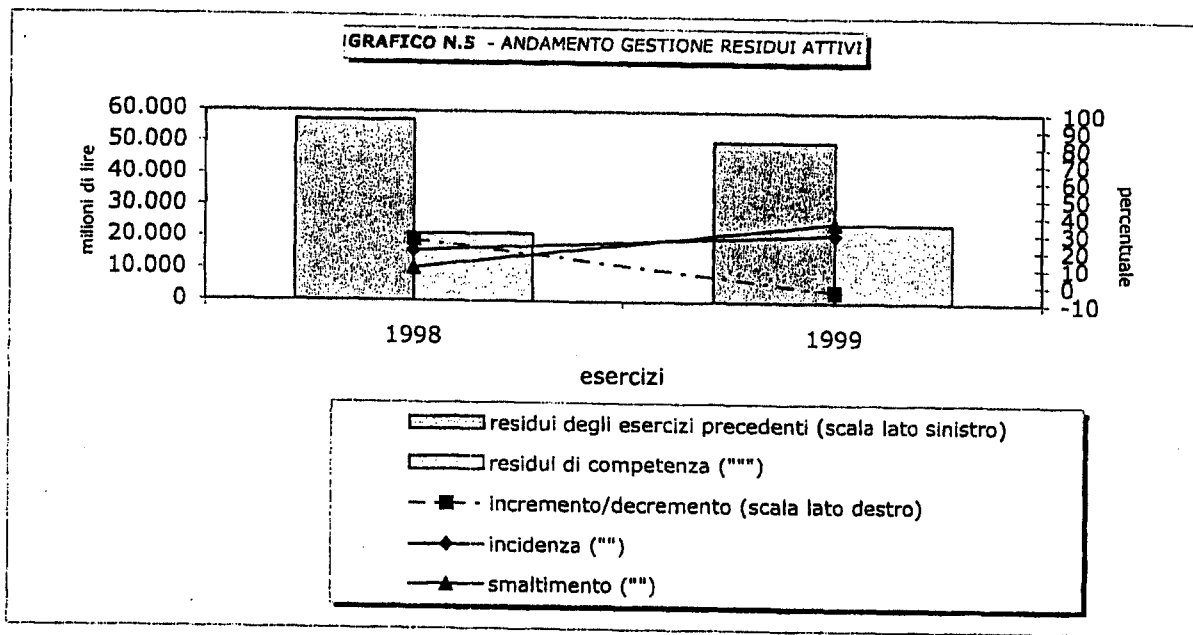 GRAFICO N.5 - ANDAMENTO GESTIONE RESIDUI ATTIVI
milioni di lire
60.000
50.000
40.000
30.000
20.000
10.000
0
100
90
80
70
60
50
40
30
20
10
0
-10
percentuale
1998
1999
esercizi
residui degli esercizi precedenti (scala lato sinistro)
residui di competenza (""")
incremento/decremento (scala lato destro)
incidenza ("")
smaltimento ("")